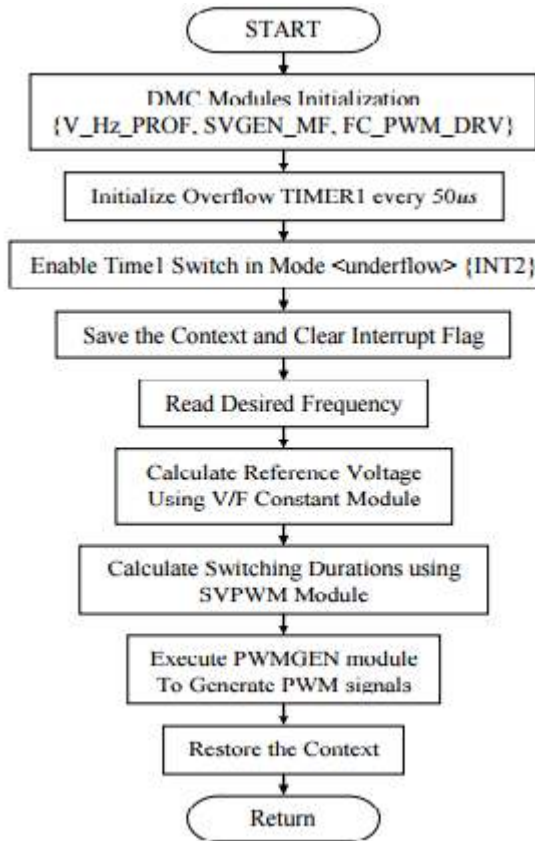 START
DMC Modules Initialization
{V_Hz_PROF, SVGEN_MF, FC_PWM_DRV}
Initialize Overflow TIMER1 every 50us
Enable Time1 Switch in Mode <underflow> {INT2}
Save the Context and Clear Interrupt Flag
Read Desired Frequency
Calculate Reference Voltage
Using V/F Constant Module
Calculate Switching Durations using
SVPWM Module
Execute PWMGEN module
To Generate PWM signals
Restore the Context
Return